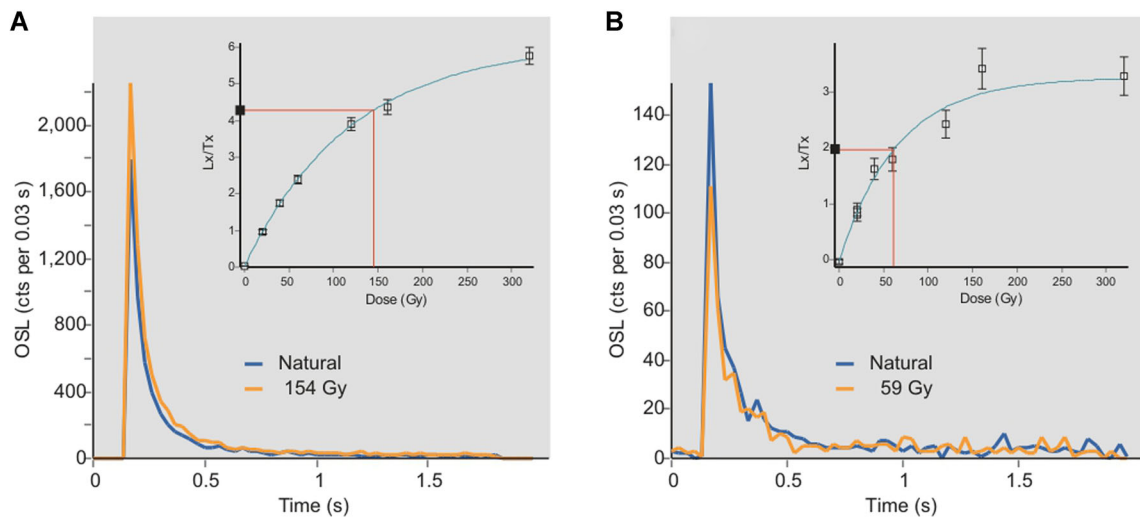 A
B
6
5
4
3
2
1
0
Lx/Tx
0 50 100 150 200 250 300
Dose (Gy)
2,000
1,600
1,200
800
400
0
OSL (cts per 0.03 s)
Natural
154 Gy
0 0.5 1 1.5
Time (s)
3
2
1
0
Lx/Tx
0 50 100 150 200 250 300
Dose (Gy)
140
120
100
80
60
40
20
0
OSL (cts per 0.03 s)
Natural
59 Gy
0 0.5 1 1.5
Time (s)